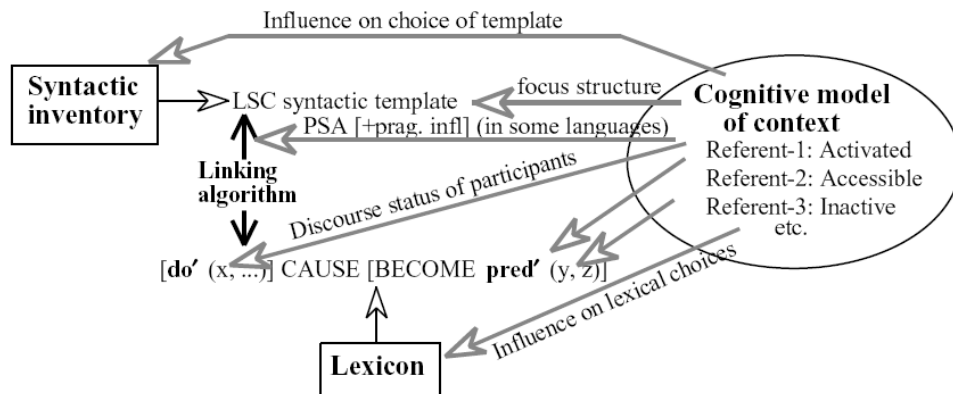 Influence on choice of template
Syntactic
inventory
LSC syntactic template
focus structure
PSA [+prag. infl] (in some languages)
Cognitive model
of context
Referent-1: Activated
Referent-2: Accessible
Referent-3: Inactive
etc.
Linking
algorithm
Discourse status of participants
[do′ (x, ...)] CAUSE [BECOME pred′ (y, z)]
Influence on lexical choices
Lexicon